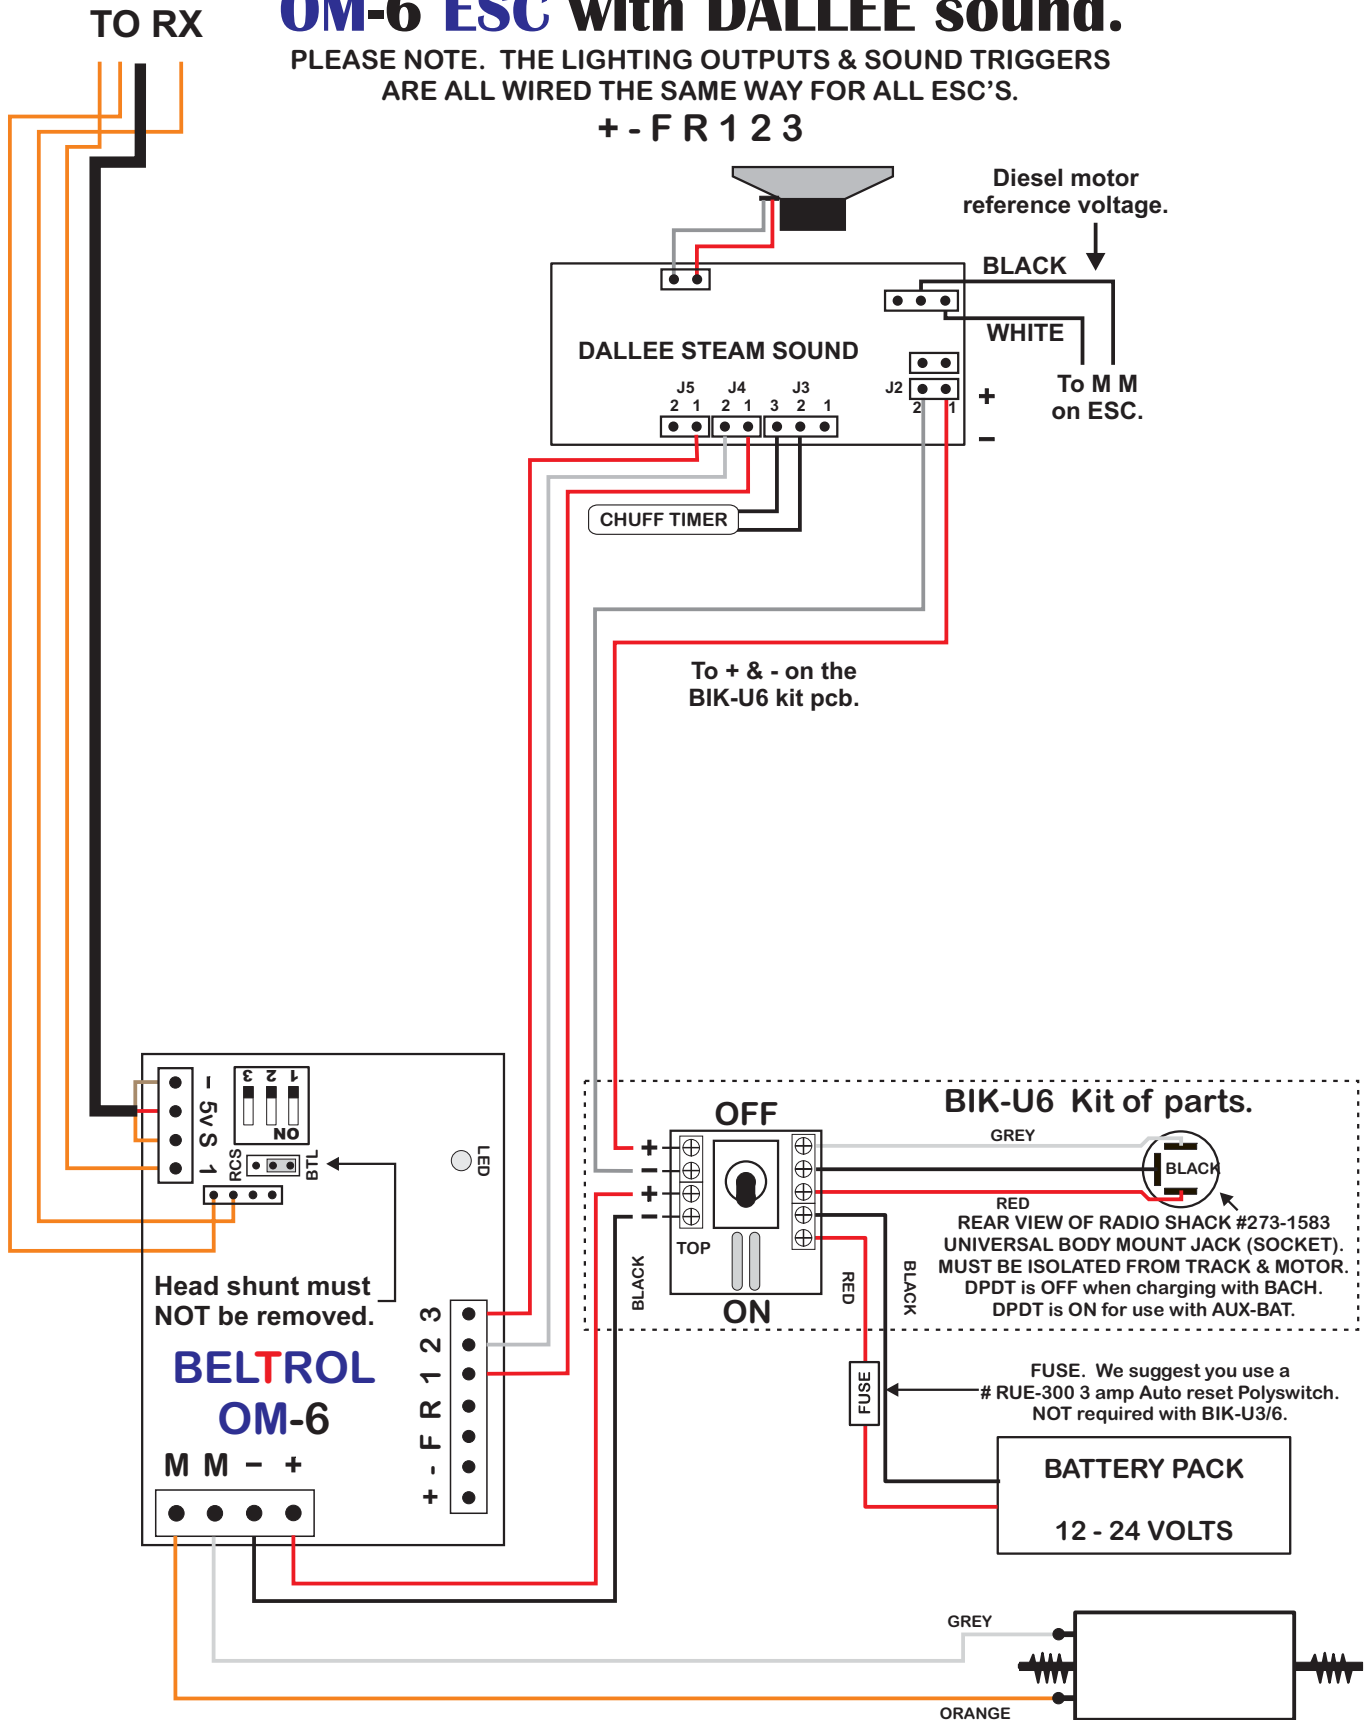 OM-6 ESC with DALLEE sound.
TO RX
PLEASE NOTE. THE LIGHTING OUTPUTS & SOUND TRIGGERS
ARE ALL WIRED THE SAME WAY FOR ALL ESC'S.
+ - F R 1 2 3
Diesel motor
reference voltage.
BLACK
WHITE
DALLEE STEAM SOUND
To M M
on ESC.
J5
J4
J3
J2
2 1
2 1
3 2 1
2 1
+
−
CHUFF TIMER
To + & - on the
BIK-U6 kit pcb.
- 5v S 1
3 2 1
ON
RCS
BTL
LED
Head shunt must
NOT be removed.
BELTROL
OM-6
M M − +
+ - F R 1 2 3
BIK-U6 Kit of parts.
OFF
+
−
+
−
TOP
ON
GREY
BLACK
RED
BLACK
RED
BLACK
REAR VIEW OF RADIO SHACK #273-1583
UNIVERSAL BODY MOUNT JACK (SOCKET).
MUST BE ISOLATED FROM TRACK & MOTOR.
DPDT is OFF when charging with BACH.
DPDT is ON for use with AUX-BAT.
FUSE
FUSE. We suggest you use a
# RUE-300 3 amp Auto reset Polyswitch.
NOT required with BIK-U3/6.
BATTERY PACK
12 - 24 VOLTS
GREY
ORANGE